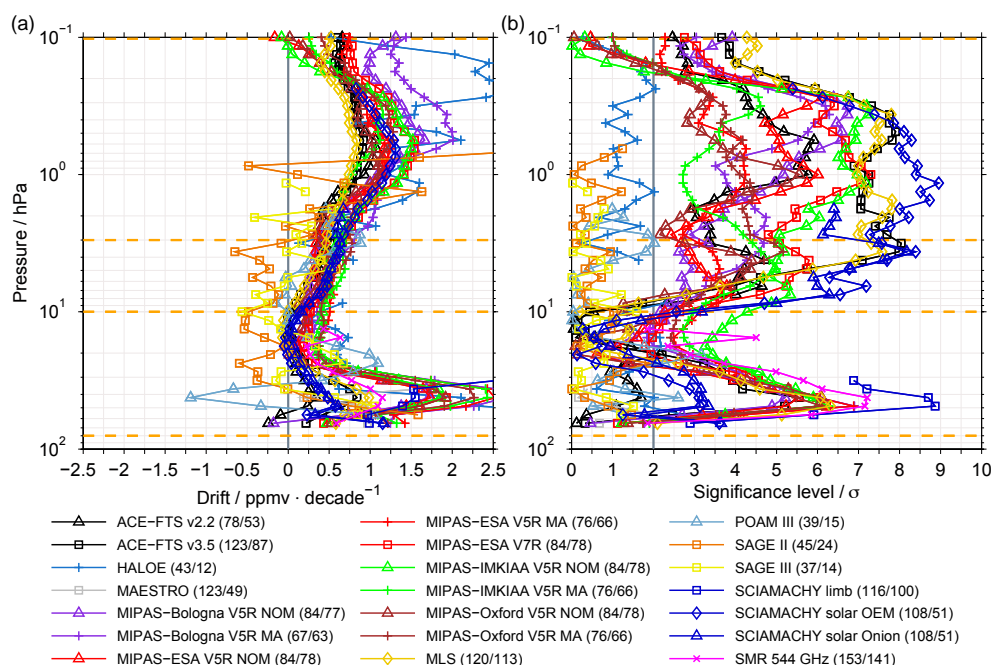 (a)
(b)
Pressure / hPa
10−1
100
101
102
−2.5 −2 −1.5 −1 −0.5 0 0.5 1 1.5 2 2.5
Drift / ppmv · decade−1
10−1
100
101
102
0 1 2 3 4 5 6 7 8 9 10
Significance level / σ
ACE−FTS v2.2 (78/53)
ACE−FTS v3.5 (123/87)
HALOE (43/12)
MAESTRO (123/49)
MIPAS−Bologna V5R NOM (84/77)
MIPAS−Bologna V5R MA (67/63)
MIPAS−ESA V5R NOM (84/78)
MIPAS−ESA V5R MA (76/66)
MIPAS−ESA V7R (84/78)
MIPAS−IMKIAA V5R NOM (84/78)
MIPAS−IMKIAA V5R MA (76/66)
MIPAS−Oxford V5R NOM (84/78)
MIPAS−Oxford V5R MA (76/66)
MLS (120/113)
POAM III (39/15)
SAGE II (45/24)
SAGE III (37/14)
SCIAMACHY limb (116/100)
SCIAMACHY solar OEM (108/51)
SCIAMACHY solar Onion (108/51)
SMR 544 GHz (153/141)